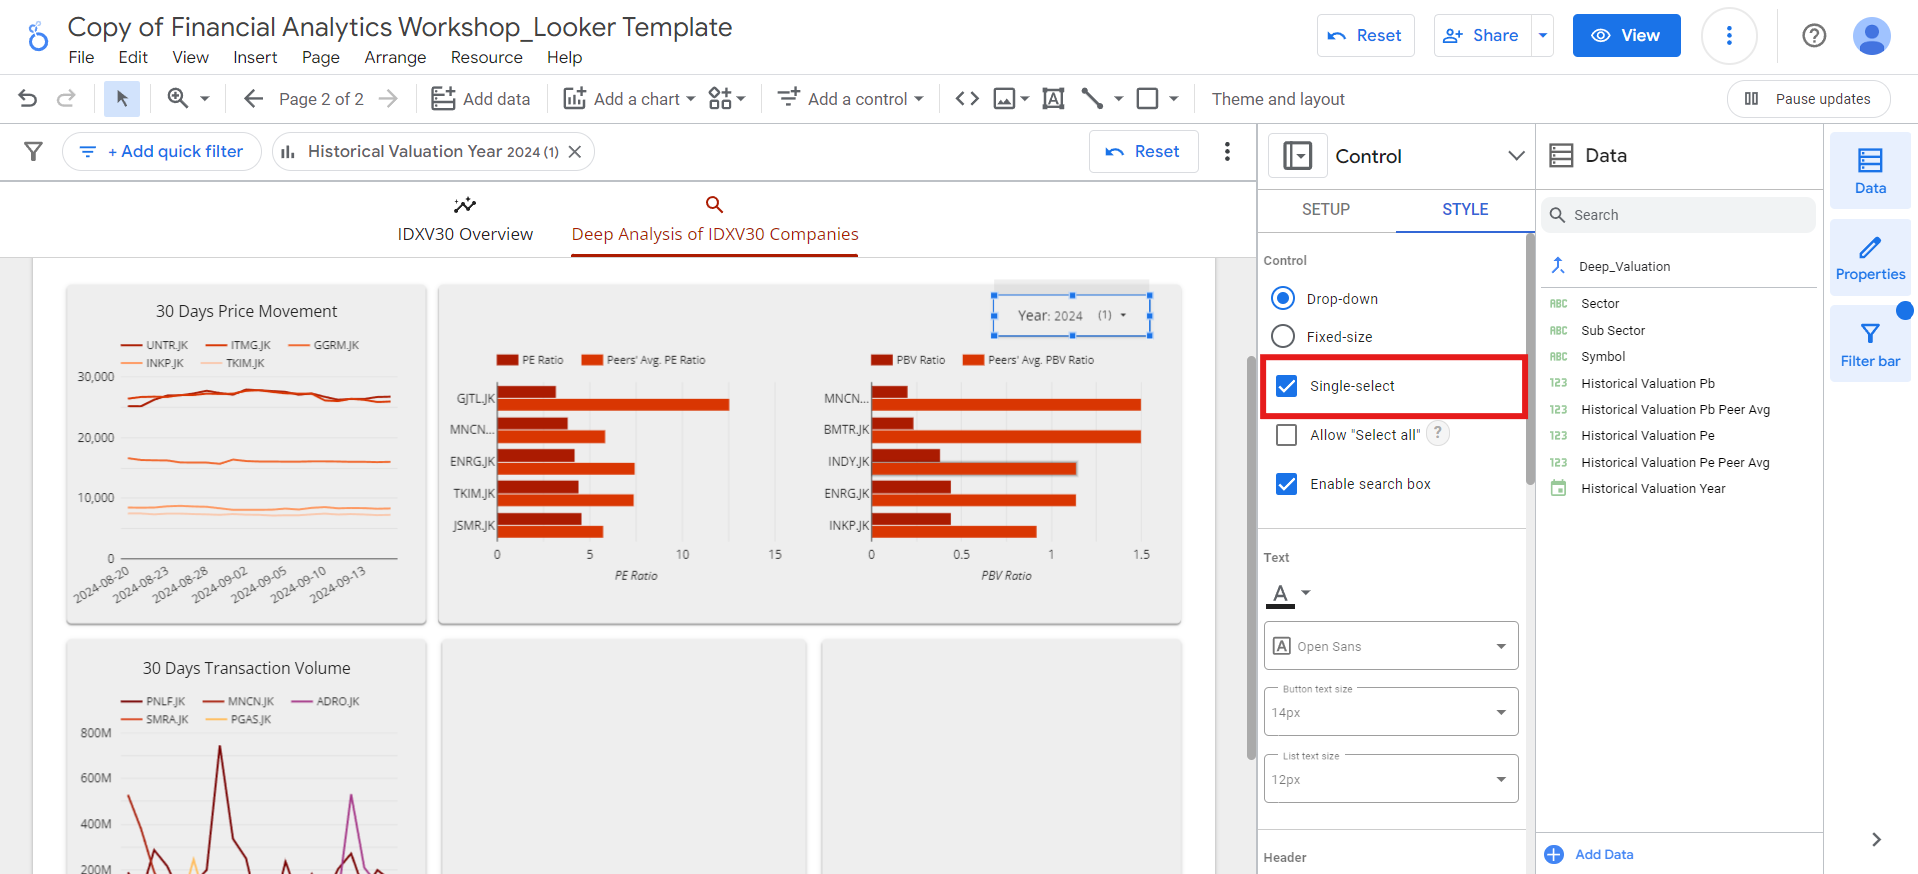 Copy of Financial Analytics Workshop_Looker Template
File Edit View Insert Page Arrange Resource Help
Reset
Share
View
Page 2 of 2
Add data
Add a chart
Add a control
Theme and layout
Pause updates
+ Add quick filter
Historical Valuation Year 2024 (1)
Reset
IDXV30 Overview
Deep Analysis of IDXV30 Companies
30 Days Price Movement
UNTR.JK ITMG.JK GGRM.JK
INKP.JK TKIM.JK
30,000
20,000
10,000
0
2024-08-20 2024-08-23 2024-08-28 2024-09-02 2024-09-05 2024-09-10 2024-09-13
Year: 2024 (1)
PE Ratio Peers' Avg. PE Ratio
GJTL.JK
MNCN...
ENRG.JK
TKIM.JK
JSMR.JK
0 5 10 15
PE Ratio
PBV Ratio Peers' Avg. PBV Ratio
MNCN...
BMTR.JK
INDY.JK
ENRG.JK
INKP.JK
0 0.5 1 1.5
PBV Ratio
30 Days Transaction Volume
PNLF.JK MNCN.JK ADRO.JK
SMRA.JK PGAS.JK
800M
600M
400M
200M
Control
SETUP STYLE
Control
Drop-down
Fixed-size
Single-select
Allow "Select all" ?
Enable search box
Text
A
A Open Sans
Button text size
14px
List text size
12px
Header
Data
Search
Deep_Valuation
ABC Sector
ABC Sub Sector
ABC Symbol
123 Historical Valuation Pb
123 Historical Valuation Pb Peer Avg
123 Historical Valuation Pe
123 Historical Valuation Pe Peer Avg
Historical Valuation Year
Add Data
Data
Properties
Filter bar